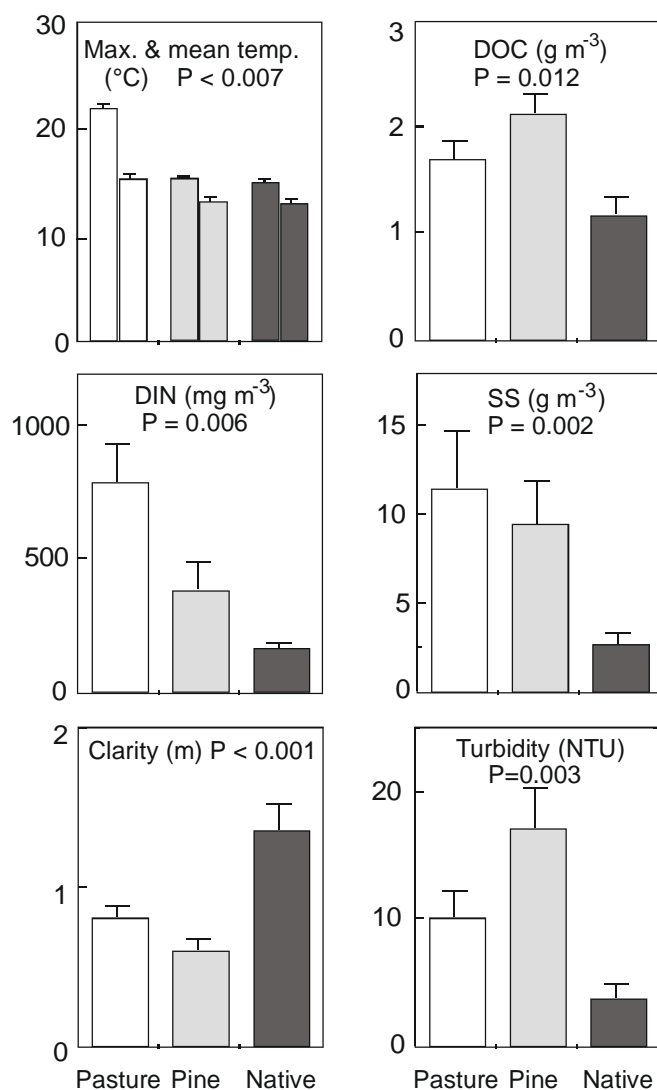 30
20
10
0
Max. & mean temp.
(°C) P < 0.007
3
2
1
0
DOC (g m-3)
P = 0.012
1000
500
0
DIN (mg m-3)
P = 0.006
15
10
5
0
SS (g m-3)
P = 0.002
2
1
0
Clarity (m) P < 0.001
Pasture Pine Native
20
10
0
Turbidity (NTU)
P=0.003
Pasture Pine Native